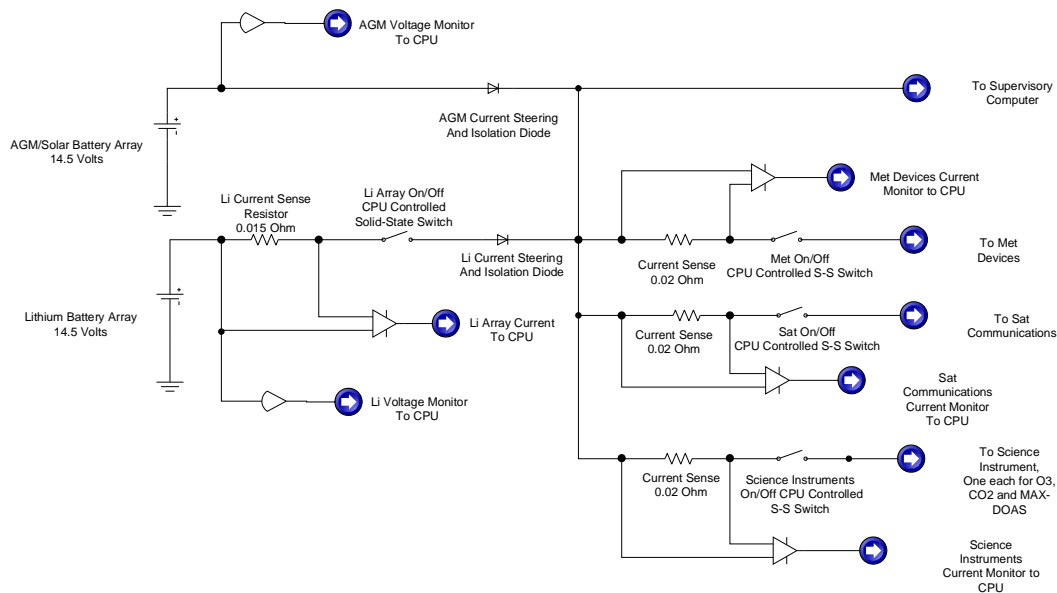 AGM Voltage Monitor
To CPU
To Supervisory
Computer
AGM Current Steering
And Isolation Diode
AGM/Solar Battery Array
14.5 Volts
+
-
Li Current Sense
Resistor
0.015 Ohm
Li Array On/Off
CPU Controlled
Solid-State Switch
Met Devices Current
Monitor to CPU
Li Current Steering
And Isolation Diode
Current Sense
0.02 Ohm
Met On/Off
CPU Controlled S-S Switch
To Met
Devices
Lithium Battery Array
14.5 Volts
+
-
Li Array Current
To CPU
Current Sense
0.02 Ohm
Sat On/Off
CPU Controlled S-S Switch
To Sat
Communications
Li Voltage Monitor
To CPU
Sat
Communications
Current Monitor
To CPU
Current Sense
0.02 Ohm
Science Instruments
On/Off CPU Controlled
S-S Switch
To Science
Instrument,
One each for O3,
CO2 and MAX-
DOAS
Science
Instruments
Current Monitor to
CPU